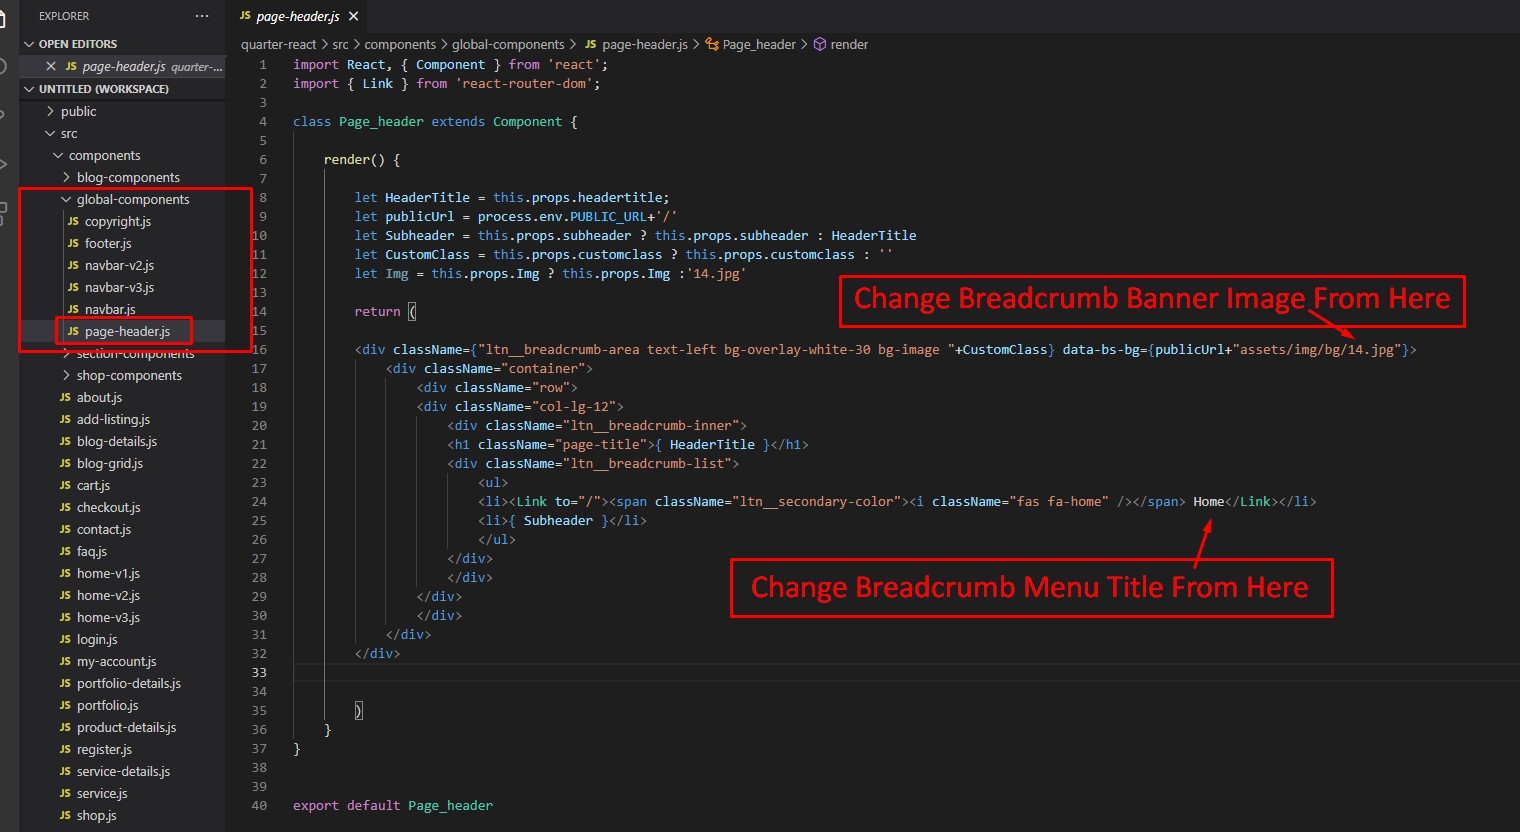 EXPLORER
OPEN EDITORS
JS page-header.js quarter-...
UNTITLED (WORKSPACE)
public
src
components
blog-components
global-components
JS copyright.js
JS footer.js
JS navbar-v2.js
JS navbar-v3.js
JS navbar.js
JS page-header.js
section-components
shop-components
JS about.js
JS add-listing.js
JS blog-details.js
JS blog-grid.js
JS cart.js
JS checkout.js
JS contact.js
JS faq.js
JS home-v1.js
JS home-v2.js
JS home-v3.js
JS login.js
JS my-account.js
JS portfolio-details.js
JS portfolio.js
JS product-details.js
JS register.js
JS service-details.js
JS service.js
JS shop.js
JS page-header.js
quarter-react > src > components > global-components > JS page-header.js > Page_header > render
1 import React, { Component } from 'react';
2 import { Link } from 'react-router-dom';
3
4 class Page_header extends Component {
5
6 render() {
7
8 let HeaderTitle = this.props.headertitle;
9 let publicUrl = process.env.PUBLIC_URL+'/'
10 let Subheader = this.props.subheader ? this.props.subheader : HeaderTitle
11 let CustomClass = this.props.customclass ? this.props.customclass : ''
12 let Img = this.props.Img ? this.props.Img :'14.jpg'
13
Change Breadcrumb Banner Image From Here
14 return (
15
16 <div className={"ltn__breadcrumb-area text-left bg-overlay-white-30 bg-image "+CustomClass} data-bs-bg={publicUrl+"assets/img/bg/14.jpg"}>
17 <div className="container">
18 <div className="row">
19 <div className="col-lg-12">
20 <div className="ltn__breadcrumb-inner">
21 <h1 className="page-title">{ HeaderTitle }</h1>
22 <div className="ltn__breadcrumb-list">
23 <ul>
24 <li><Link to="/"><span className="ltn__secondary-color"><i className="fas fa-home" /></span> Home</Link></li>
25 <li>{ Subheader }</li>
26 </ul>
27 </div>
28 </div>
Change Breadcrumb Menu Title From Here
29 </div>
30 </div>
31 </div>
32 </div>
33
34
35 )
36 }
37 }
38
39
40 export default Page_header